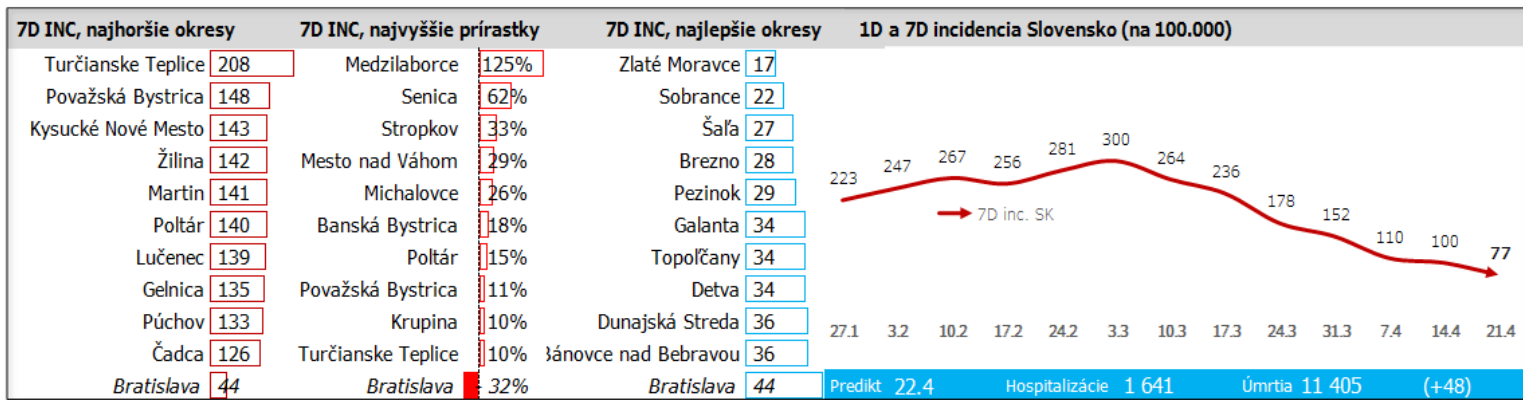 7D INC, najhoršie okresy 7D INC, najvyššie prírastky 7D INC, najlepšie okresy 1D a 7D incidencia Slovensko (na 100.000)
Turčianske Teplice 208 Medzilaborce 125% Zlaté Moravce 17
Považská Bystrica 148 Senica 62% Sobrance 22
Kysucké Nové Mesto 143 Stropkov 33% Šaľa 27
Žilina 142 Mesto nad Váhom 29% Brezno 28
Martin 141 Michalovce 26% Pezinok 29
Poltár 140 Banská Bystrica 18% Galanta 34
Lučenec 139 Poltár 15% Topoľčany 34
Gelnica 135 Považská Bystrica 11% Detva 34
Púchov 133 Krupina 10% Dunajská Streda 36
Čadca 126 Turčianske Teplice 10% Bánovce nad Bebravou 36
Bratislava 44 Bratislava -32% Bratislava 44
223 247 267 256 281 300 264 236 178 152 110 100 77
7D inc. SK
27.1 3.2 10.2 17.2 24.2 3.3 10.3 17.3 24.3 31.3 7.4 14.4 21.4
Predikt 22.4 Hospitalizácie 1 641 Úmrtia 11 405 (+48)